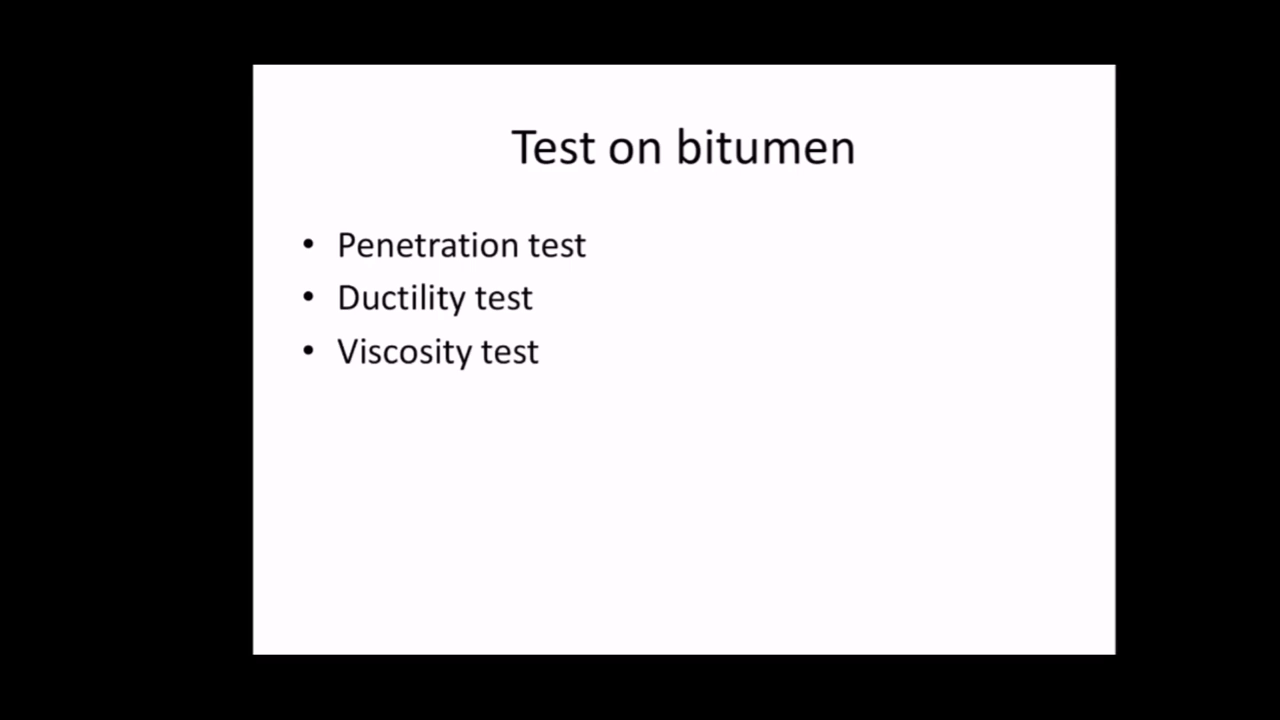 Test on bitumen
• Penetration test
• Ductility test
• Viscosity test